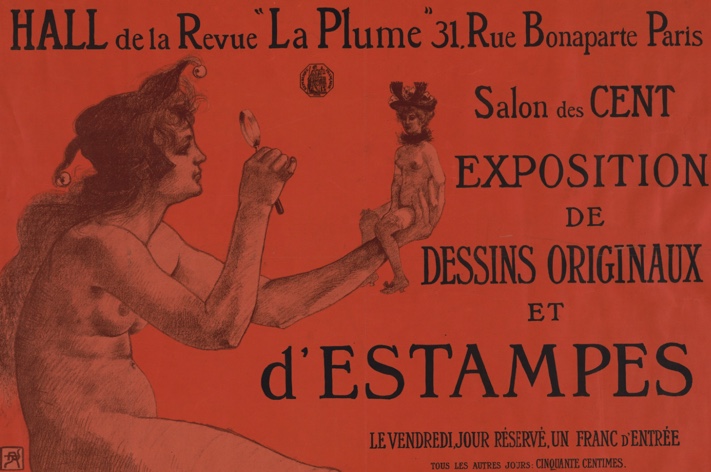 HALL de la Revue "La Plume" 31, Rue Bonaparte Paris
Salon des CENT
EXPOSITION
DE
DESSINS ORIGINAUX
ET
d'ESTAMPES
LE VENDREDI, JOUR RÉSERVÉ, UN FRANC d'ENTRÉE
TOUS LES AUTRES JOURS: CINQUANTE CENTIMES.